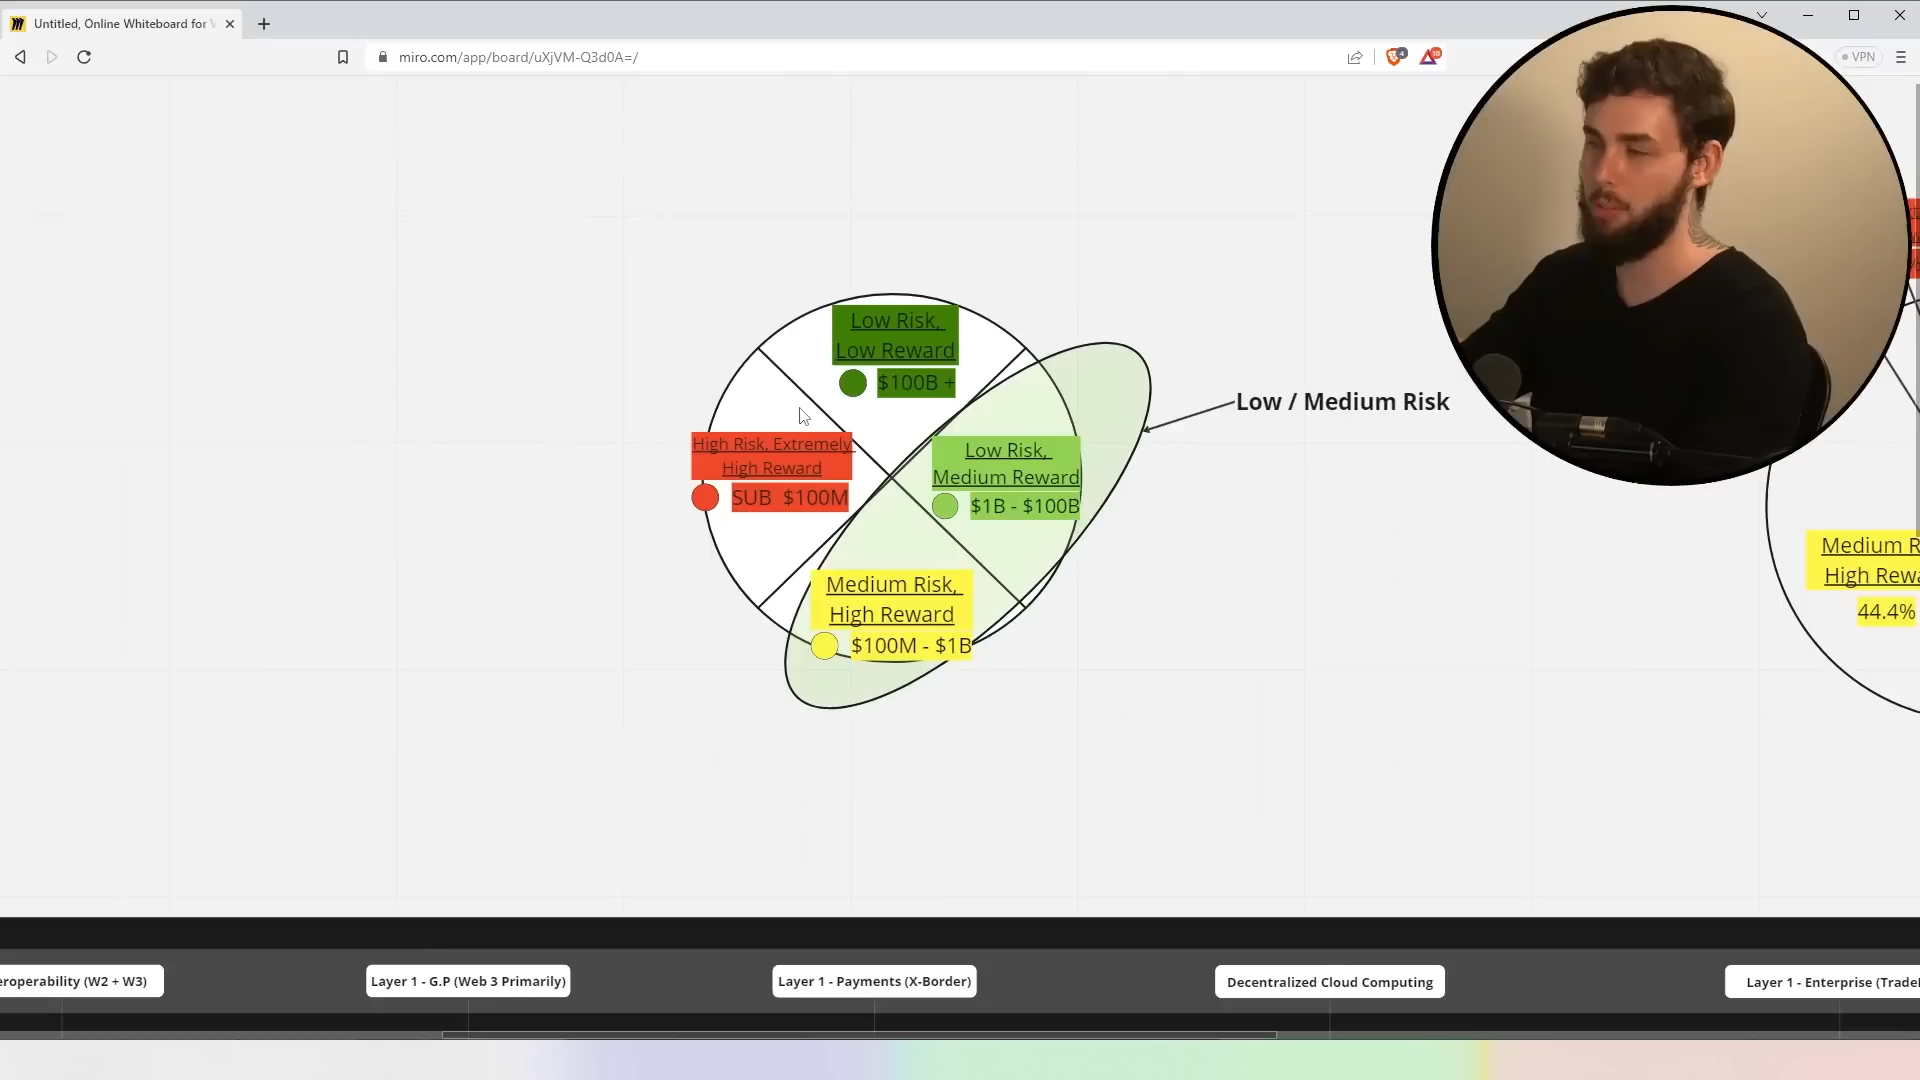 Untitled, Online Whiteboard for
miro.com/app/board/uXjVM-Q3d0A=/
VPN
Low Risk,
Low Reward
$100B +
High Risk, Extremely
High Reward
SUB $100M
Low Risk,
Medium Reward
$1B - $100B
Low / Medium Risk
Medium Risk,
High Reward
$100M - $1B
Medium R
High Rewa
44.4%
eroperability (W2 + W3)
Layer 1 - G.P (Web 3 Primarily)
Layer 1 - Payments (X-Border)
Decentralized Cloud Computing
Layer 1 - Enterprise (Trade